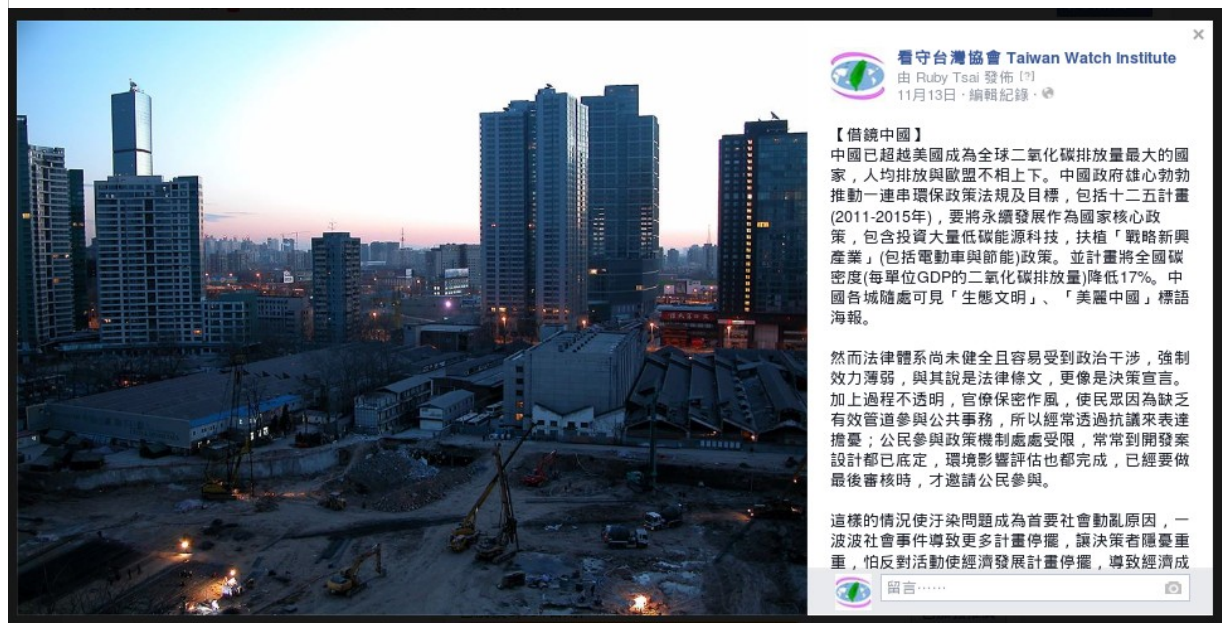 看守台灣協會 Taiwan Watch Institute
由 Ruby Tsai 發佈 [?]
11月13日 · 編輯紀錄 ·
【借鏡中國】
中國已超越美國成為全球二氧化碳排放量最大的國
家，人均排放與歐盟不相上下。中國政府雄心勃勃
推動一連串環保政策法規及目標，包括十二五計畫
(2011-2015年)，要將永續發展作為國家核心政
策，包含投資大量低碳能源科技，扶植「戰略新興
產業」(包括電動車與節能)政策。並計畫將全國碳
密度(每單位GDP的二氧化碳排放量)降低17%。中
國各城隨處可見「生態文明」、「美麗中國」標語
海報。
然而法律體系尚未健全且容易受到政治干涉，強制
效力薄弱，與其說是法律條文，更像是決策宣言。
加上過程不透明，官僚保密作風，使民眾因為缺乏
有效管道參與公共事務，所以經常透過抗議來表達
擔憂；公民參與政策機制處處受限，常常到開發案
設計都已底定，環境影響評估也都完成，已經要做
最後審核時，才邀請公民參與。
這樣的情況使汙染問題成為首要社會動亂原因，一
波波社會事件導致更多計畫停擺，讓決策者隱憂重
重，怕反對活動使經濟發展計畫停擺，導致經濟成
留言……